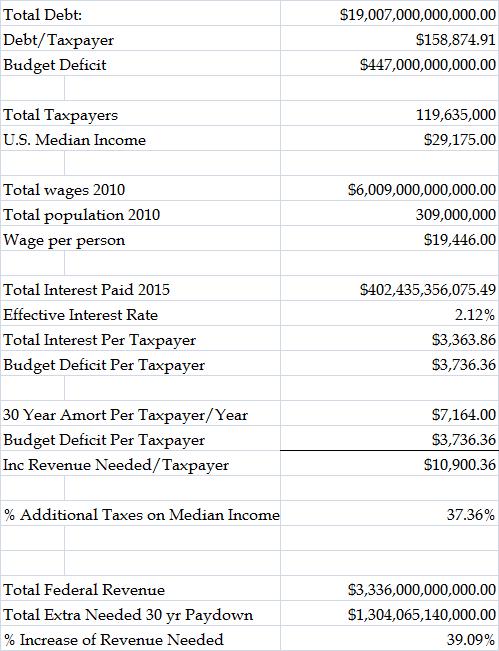 Total Debt: $19,007,000,000,000.00
Debt/Taxpayer $158,874.91
Budget Deficit $447,000,000,000.00
Total Taxpayers 119,635,000
U.S. Median Income $29,175.00
Total wages 2010 $6,009,000,000,000.00
Total population 2010 309,000,000
Wage per person $19,446.00
Total Interest Paid 2015 $402,435,356,075.49
Effective Interest Rate 2.12%
Total Interest Per Taxpayer $3,363.86
Budget Deficit Per Taxpayer $3,736.36
30 Year Amort Per Taxpayer/Year $7,164.00
Budget Deficit Per Taxpayer $3,736.36
Inc Revenue Needed/Taxpayer $10,900.36
% Additional Taxes on Median Income 37.36%
Total Federal Revenue $3,336,000,000,000.00
Total Extra Needed 30 yr Paydown $1,304,065,140,000.00
% Increase of Revenue Needed 39.09%